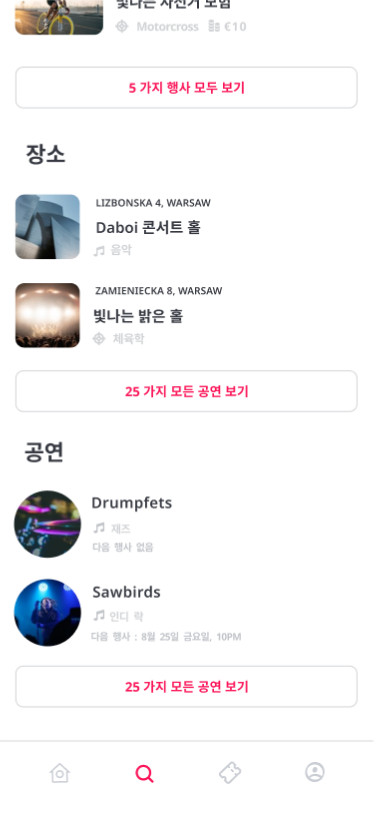 빛나는 자전거 모임
Motorcross €10
5 가지 행사 모두 보기
장소
LIZBONSKA 4, WARSAW
Daboi 콘서트 홀
음악
ZAMIENIECKA 8, WARSAW
빛나는 밝은 홀
체육학
25 가지 모든 공연 보기
공연
Drumpfets
재즈
다음 행사 없음
Sawbirds
인디 락
다음 행사 : 8월 25일 금요일, 10PM
25 가지 모든 공연 보기